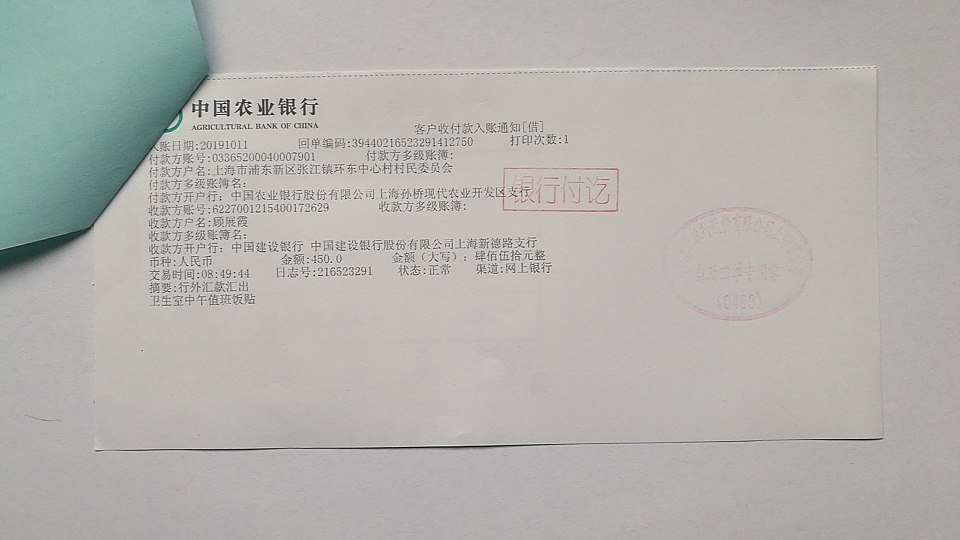 中国农业银行
AGRICULTURAL BANK OF CHINA
客户收付款入账通知[借]
入账日期:20191011 回单编码:39440216523291412750 打印次数:1
付款方账号:03365200040007901 付款方多级账簿:
付款方户名:上海市浦东新区张江镇环东中心村村民委员会
付款方多级账簿名:
付款方开户行: 中国农业银行股份有限公司上海孙桥现代农业开发区支行
银行付讫
收款方账号:6227001215400172629 收款方多级账簿:
收款方户名:顾展霞
收款方多级账簿名:
收款方开户行: 中国建设银行 中国建设银行股份有限公司上海新德路支行
币种:人民币 金额:450.0 金额(大写): 肆佰伍拾元整
交易时间:08:49:44 日志号:216523291 状态:正常 渠道:网上银行
摘要:行外汇款汇出
卫生室中午值班饭贴